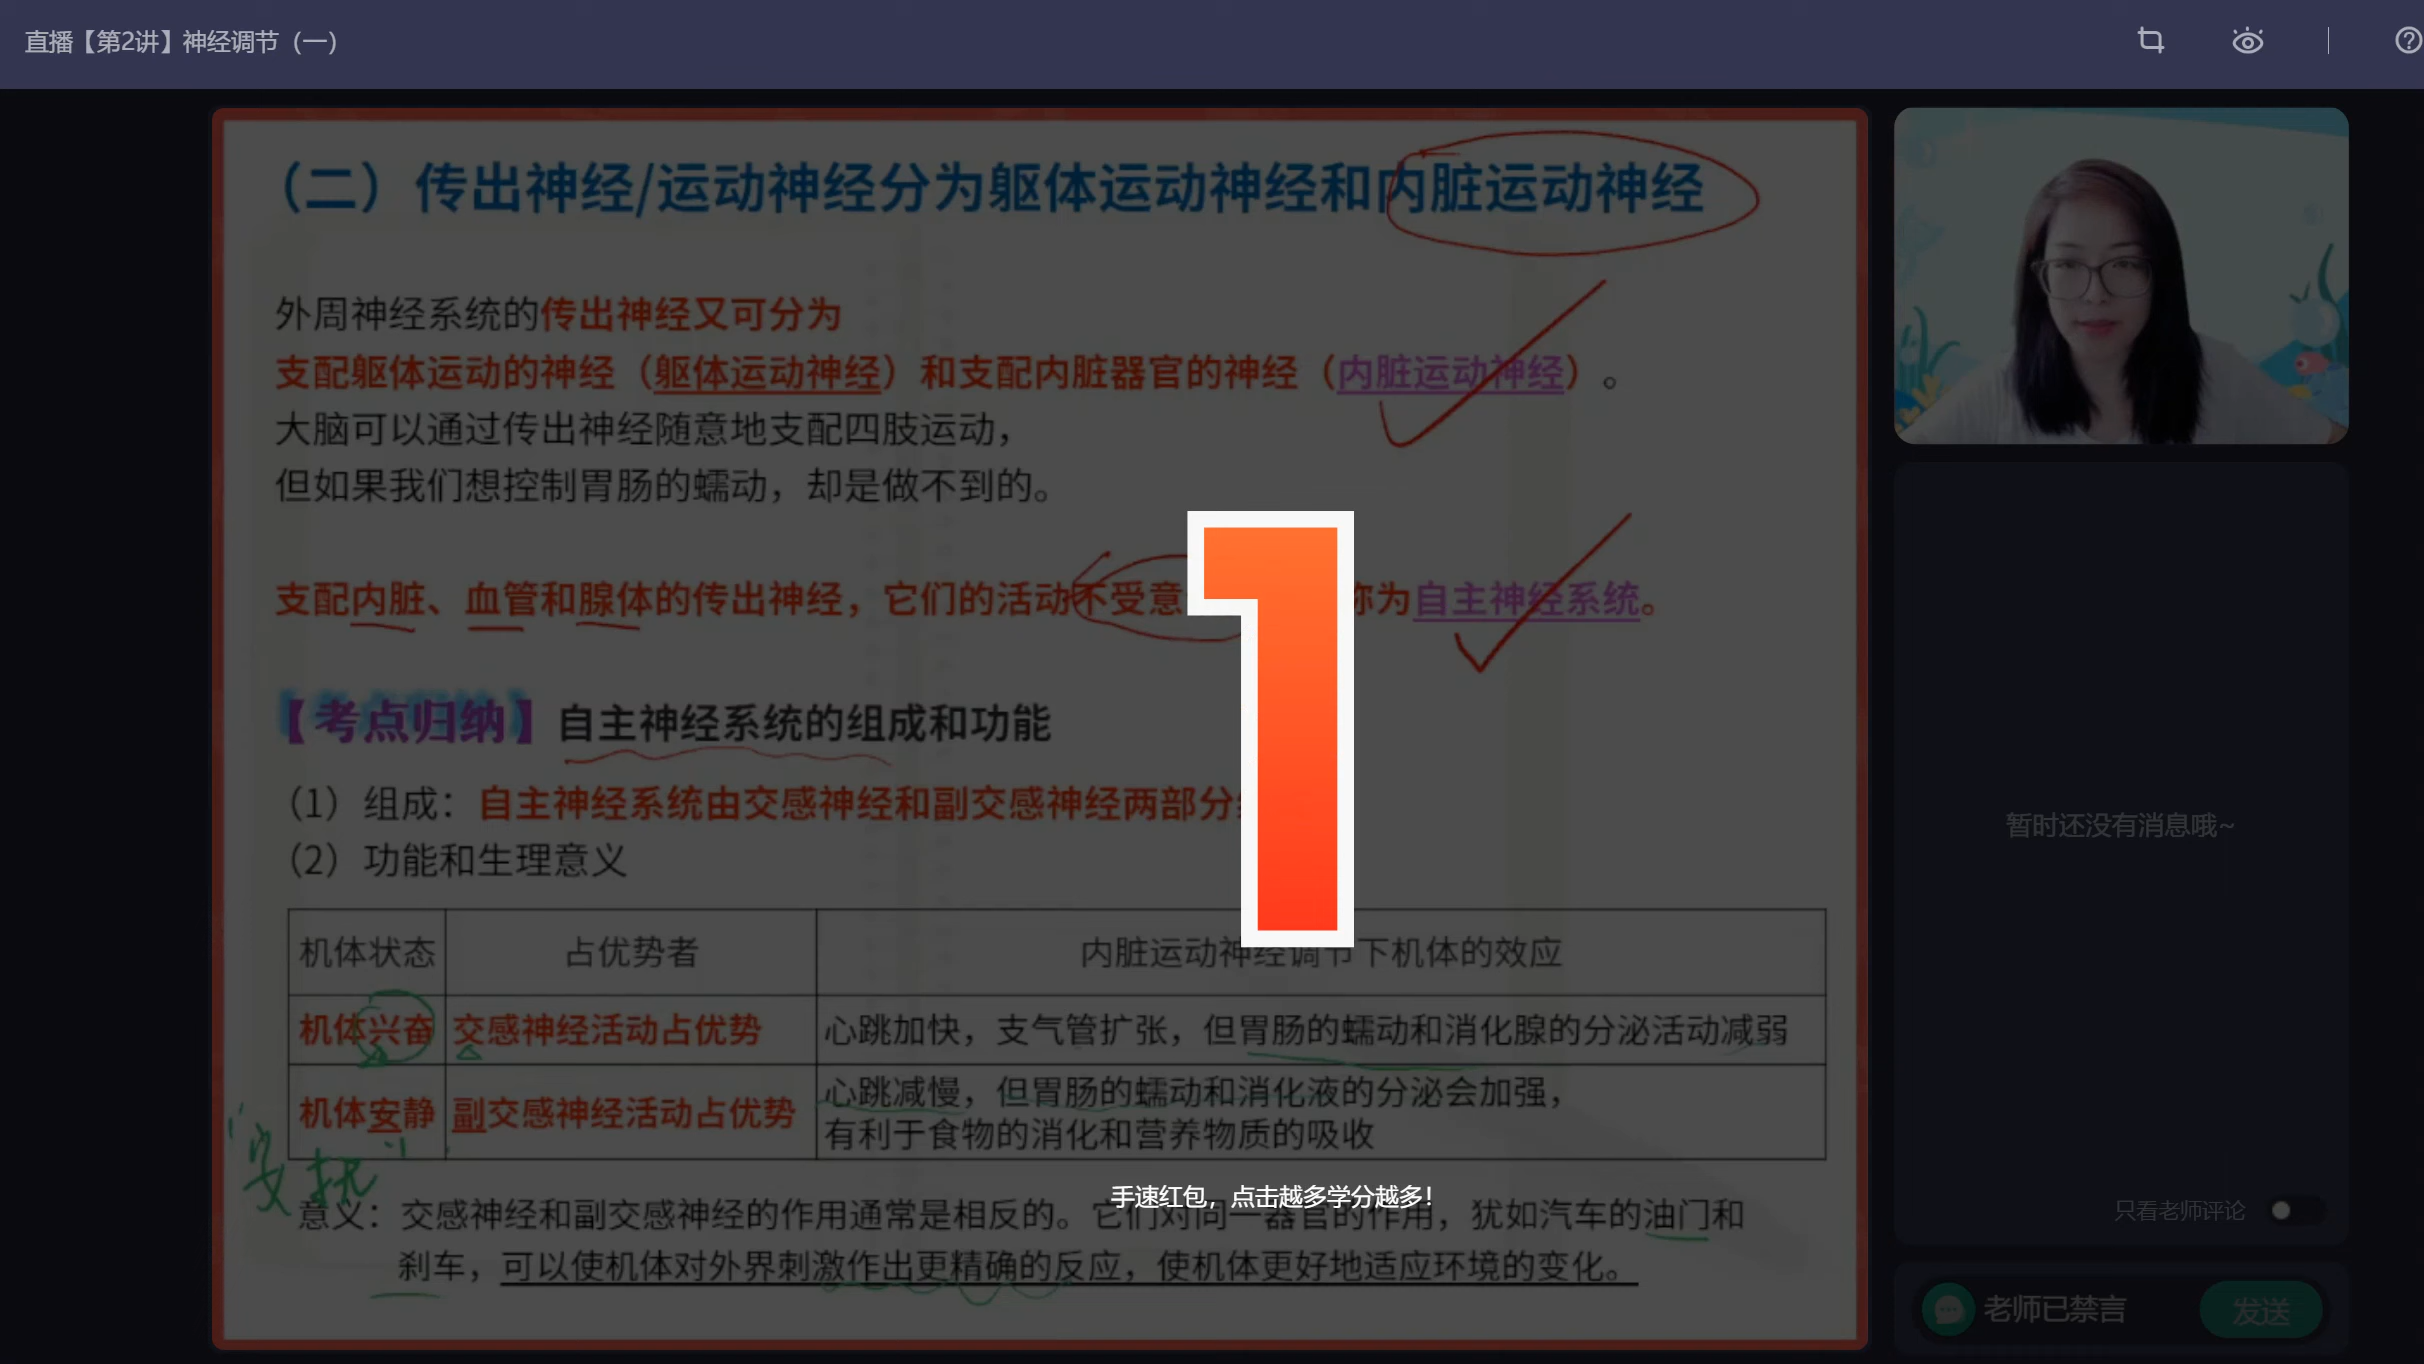 直播【第2讲】神经调节（一）
（二）传出神经/运动神经分为躯体运动神经和内脏运动神经
外周神经系统的传出神经又可分为
支配躯体运动的神经（躯体运动神经）和支配内脏器官的神经（内脏运动神经）。
大脑可以通过传出神经随意地支配四肢运动，
但如果我们想控制胃肠的蠕动，却是做不到的。
支配内脏、血管和腺体的传出神经，它们的活动不受意 称为自主神经系统。
【考点归纳】自主神经系统的组成和功能
（1）组成：自主神经系统由交感神经和副交感神经两部分
（2）功能和生理意义
机体状态 占优势者 内脏运动神经调节下机体的效应
机体兴奋 交感神经活动占优势 心跳加快，支气管扩张，但胃肠的蠕动和消化腺的分泌活动减弱
机体安静 副交感神经活动占优势 心跳减慢，但胃肠的蠕动和消化液的分泌会加强，
有利于食物的消化和营养物质的吸收
意义：交感神经和副交感神经的作用通常是相反的。它们对同一器官的作用，犹如汽车的油门和
刹车，可以使机体对外界刺激作出更精确的反应，使机体更好地适应环境的变化。
1
手速红包，点击越多学分越多！
暂时还没有消息哦~
只看老师评论
老师已禁言
发送